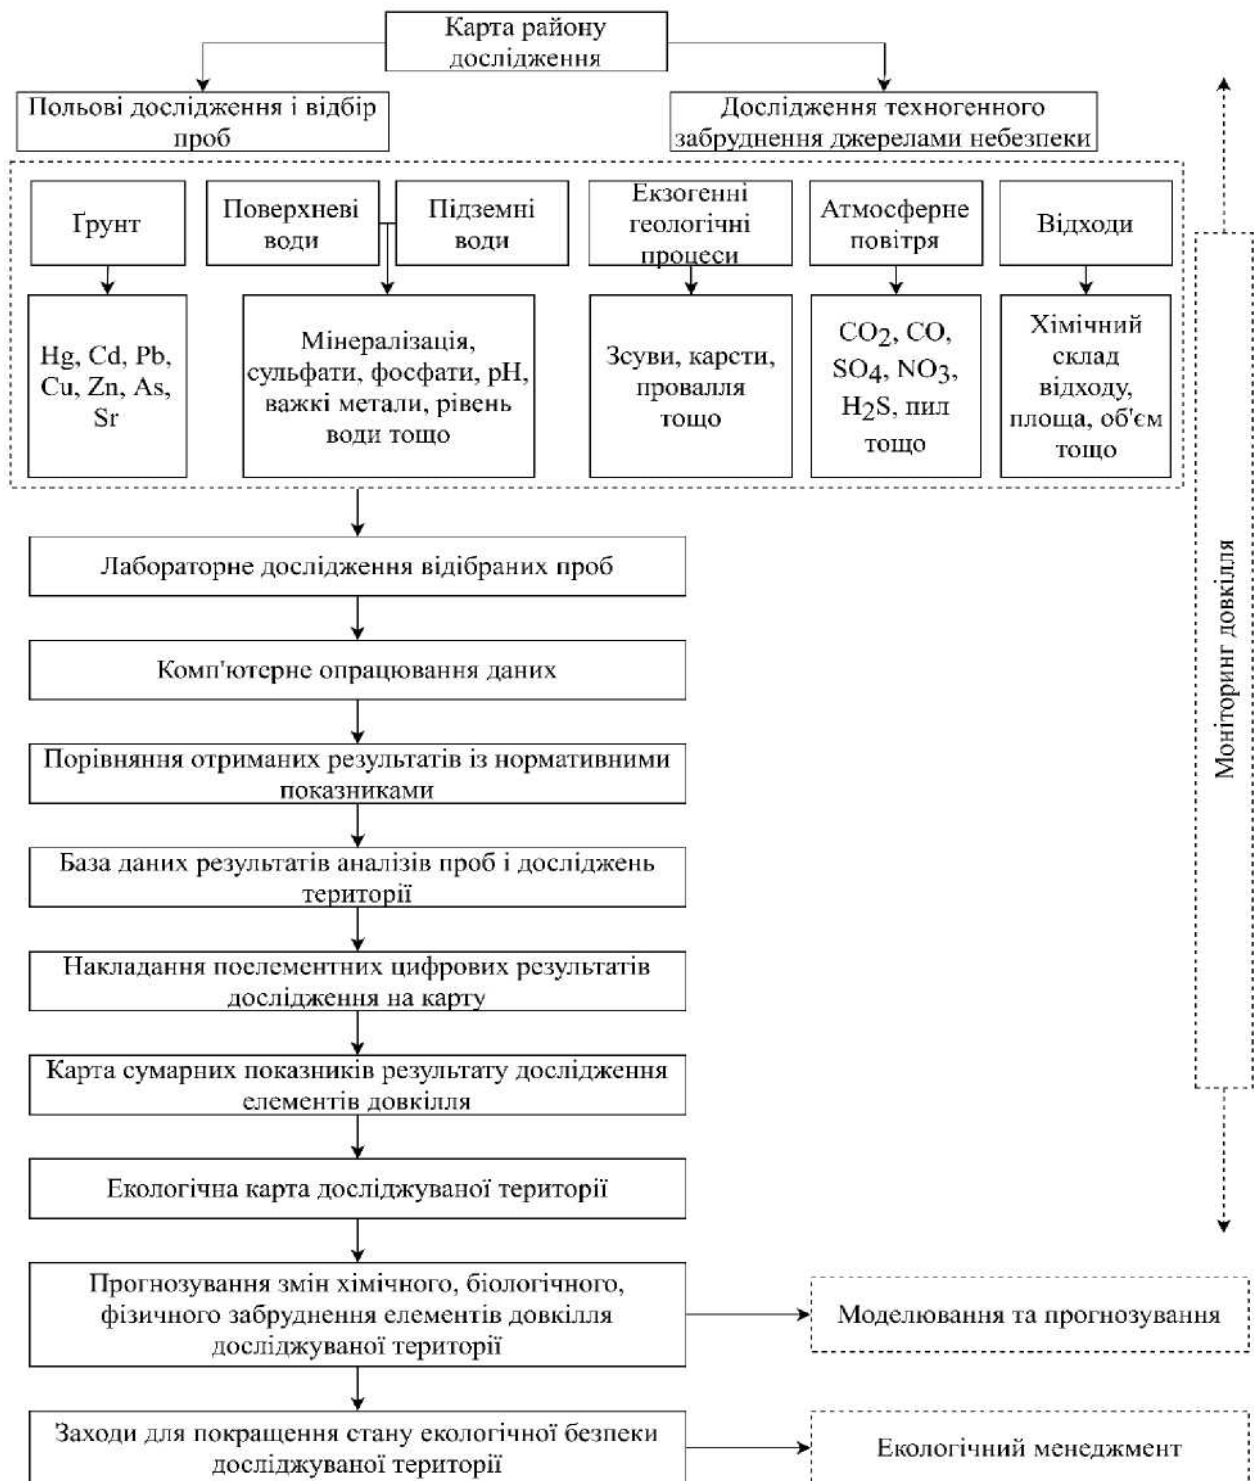 Карта району
дослідження
Польові дослідження і відбір
проб
Дослідження техногенного
забруднення джерелами небезпеки
Ґрунт
Поверхневі
води
Підземні
води
Екзогенні
геологічні
процеси
Атмосферне
повітря
Відходи
Hg, Cd, Pb,
Cu, Zn, As,
Sr
Мінералізація,
сульфати, фосфати, pH,
важкі метали, рівень
води тощо
Зсуви, карсти,
провалля
тощо
CO2, CO,
SO4, NO3,
H2S, пил
тощо
Хімічний
склад
відходу,
площа, об'єм
тощо
Моніторинг довкілля
Лабораторне дослідження відібраних проб
Комп'ютерне опрацювання даних
Порівняння отриманих результатів із нормативними
показниками
База даних результатів аналізів проб і досліджень
території
Накладання поелементних цифрових результатів
дослідження на карту
Карта сумарних показників результату дослідження
елементів довкілля
Екологічна карта досліджуваної території
Прогнозування змін хімічного, біологічного,
фізичного забруднення елементів довкілля
досліджуваної території
Моделювання та прогнозування
Заходи для покращення стану екологічної безпеки
досліджуваної території
Екологічний менеджмент